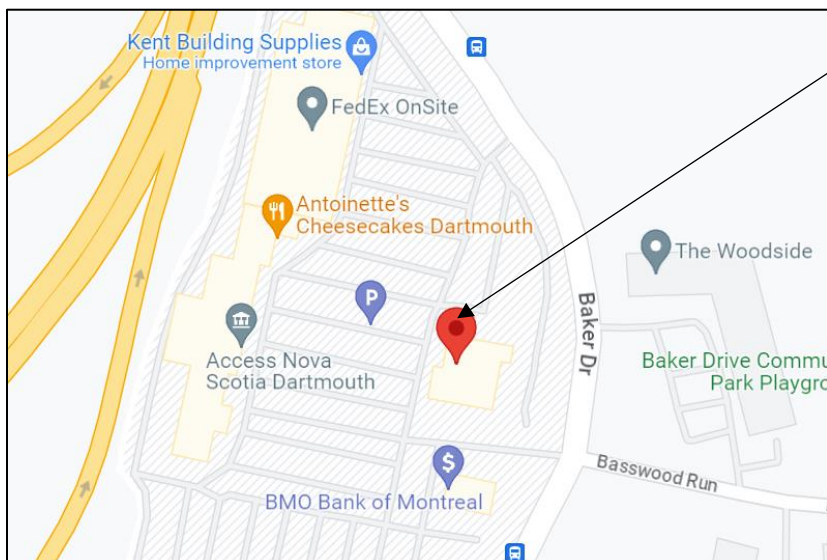 Kent Building Supplies
Home improvement store
FedEx OnSite
Antoinette's
Cheesecakes Dartmouth
The Woodside
P
Baker Dr
Access Nova
Scotia Dartmouth
Baker Drive Commu
Park Playgro
$
Basswood Run
BMO Bank of Montreal